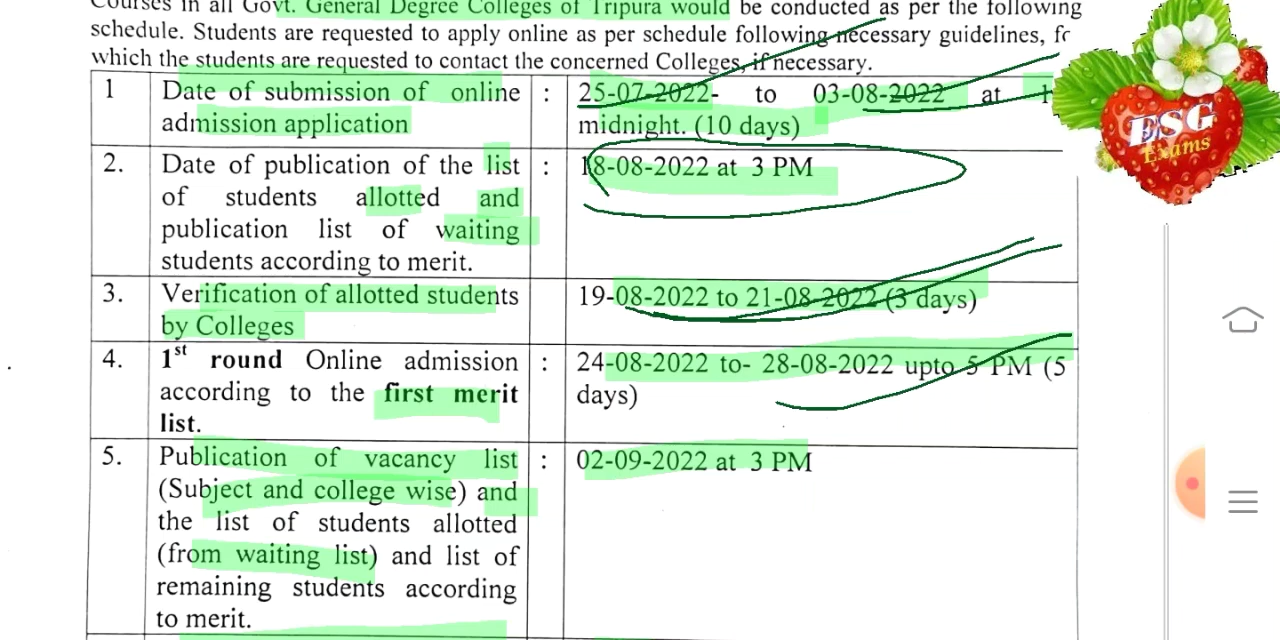 Courses in all Govt. General Degree Colleges of Tripura would be conducted as per the following
schedule. Students are requested to apply online as per schedule following necessary guidelines,
which the students are requested to contact the concerned Colleges, if necessary.
1 Date of submission of online : 25-07-2022- to 03-08-2022 at
admission application midnight. (10 days)
2. Date of publication of the list : 18-08-2022 at 3 PM
of students allotted and
publication list of waiting
students according to merit.
3. Verification of allotted students 19-08-2022 to 21-08-2022 (3 days)
by Colleges
4. 1st round Online admission : 24-08-2022 to- 28-08-2022 upto 5 PM (5
according to the first merit days)
list.
5. Publication of vacancy list : 02-09-2022 at 3 PM
(Subject and college wise) and
the list of students allotted
(from waiting list) and list of
remaining students according
to merit.
ESG
Exams